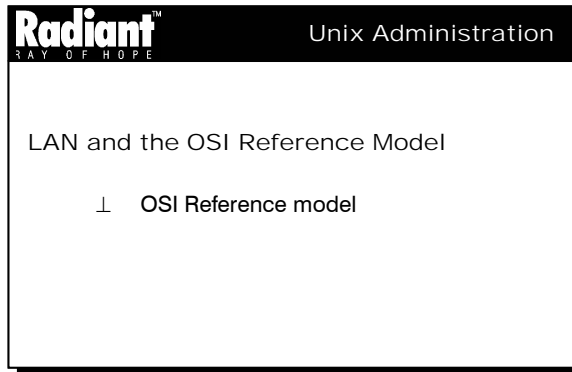 Radiant™
RAY OF HOPE
Unix Administration
LAN and the OSI Reference Model
⊥ OSI Reference model